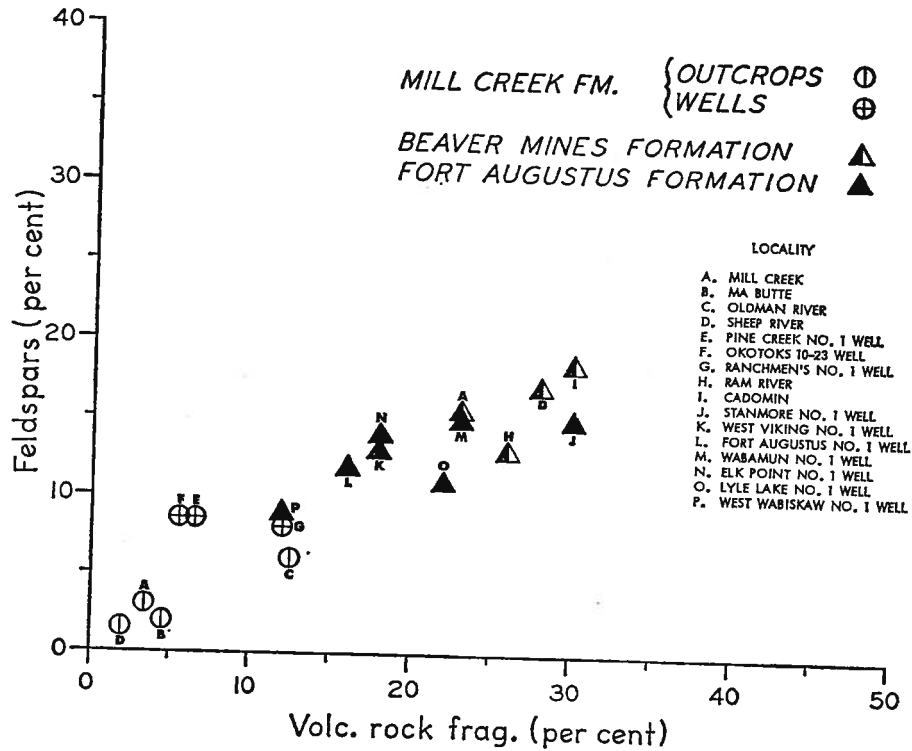 40
30
20
10
0
Feldspars (per cent)
MILL CREEK FM. { OUTCROPS
{ WELLS
BEAVER MINES FORMATION
FORT AUGUSTUS FORMATION
LOCALITY
A. MILL CREEK
B. MA BUTTE
C. OLDMAN RIVER
D. SHEEP RIVER
E. PINE CREEK NO. 1 WELL
F. OKOTOKS 10-23 WELL
G. RANCHMEN'S NO. 1 WELL
H. RAM RIVER
I. CADOMIN
J. STANMORE NO. 1 WELL
K. WEST VIKING NO. 1 WELL
L. FORT AUGUSTUS NO. 1 WELL
M. WABAMUN NO. 1 WELL
N. ELK POINT NO. 1 WELL
O. LYLE LAKE NO. 1 WELL
P. WEST WABISKAW NO. 1 WELL
I
D
A
N
M
H
J
K
O
L
F E
P
G
C
A
D
B
0 10 20 30 40 50
Volc. rock frag. (per cent)